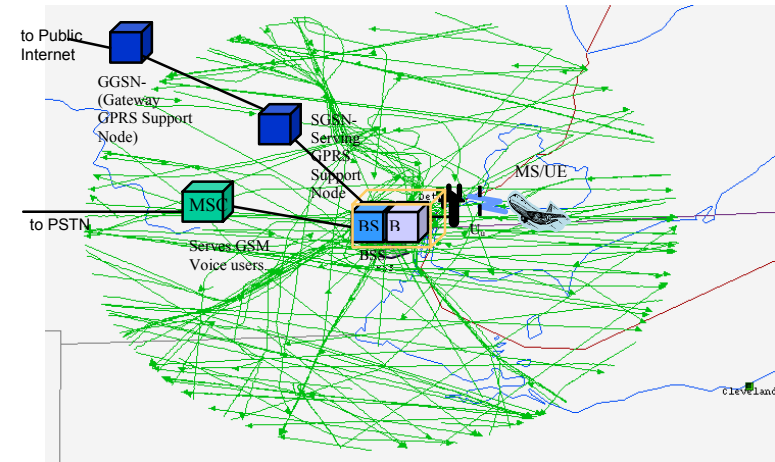 to Public
Internet
GGSN-
(Gateway
GPRS Support
Node)
SGSN-
Serving
GPRS
Support
Node
MS/UE
MSC
BS
B
Uu
to PSTN
Serves GSM
Voice users.
BSS
Cleveland